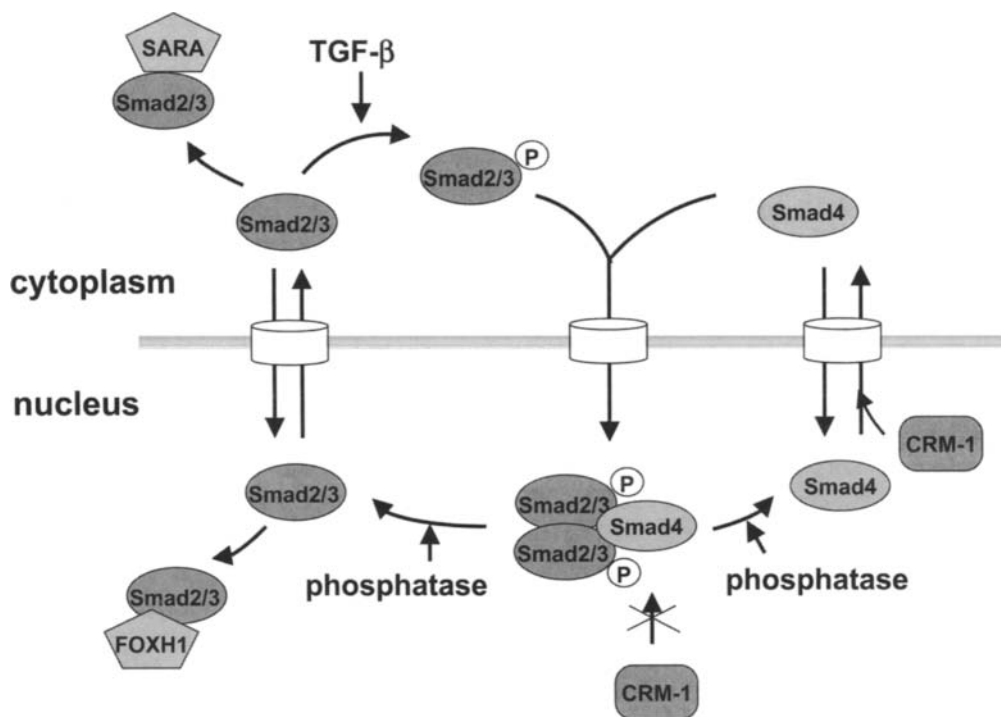 SARA
TGF-β
Smad2/3
P
Smad2/3
Smad4
Smad2/3
cytoplasm
nucleus
CRM-1
Smad2/3
P
Smad2/3
Smad4
Smad4
Smad2/3
P
phosphatase
phosphatase
Smad2/3
FOXH1
CRM-1